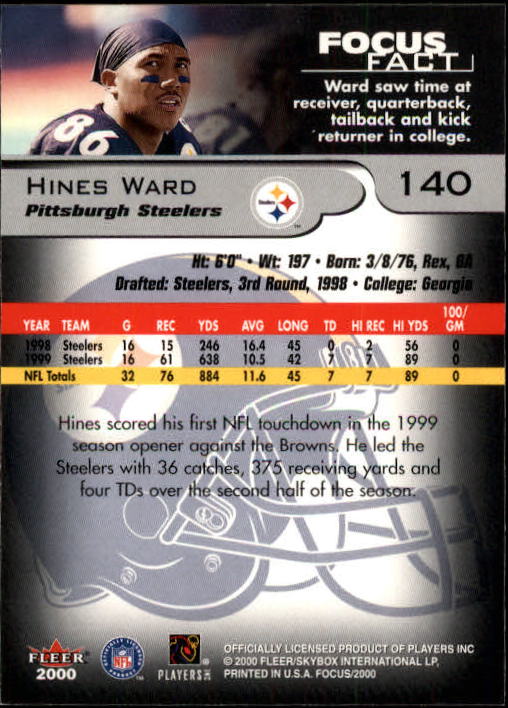 FOCUS
FACT
Ward saw time at
receiver, quarterback,
tailback and kick
returner in college.
86
HINES WARD
140
Pittsburgh Steelers
Steelers
Ht: 6'0" • Wt: 197 • Born: 3/8/76, Rex, GA
Drafted: Steelers, 3rd Round, 1998 • College: Georgia
YEAR TEAM G REC YDS AVG LONG TD HI REC HI YDS 100/GM
1998 Steelers 16 15 246 16.4 45 0 2 56 0
1999 Steelers 16 61 638 10.5 42 7 7 89 0
NFL Totals 32 76 884 11.6 45 7 7 89 0
Hines scored his first NFL touchdown in the 1999
season opener against the Browns. He led the
Steelers with 36 catches, 375 receiving yards and
four TDs over the second half of the season.
FLEER
2000
NFL
PLAYERS INC
OFFICIALLY LICENSED PRODUCT OF PLAYERS INC
© 2000 FLEER/SKYBOX INTERNATIONAL LP,
PRINTED IN U.S.A. FOCUS/2000